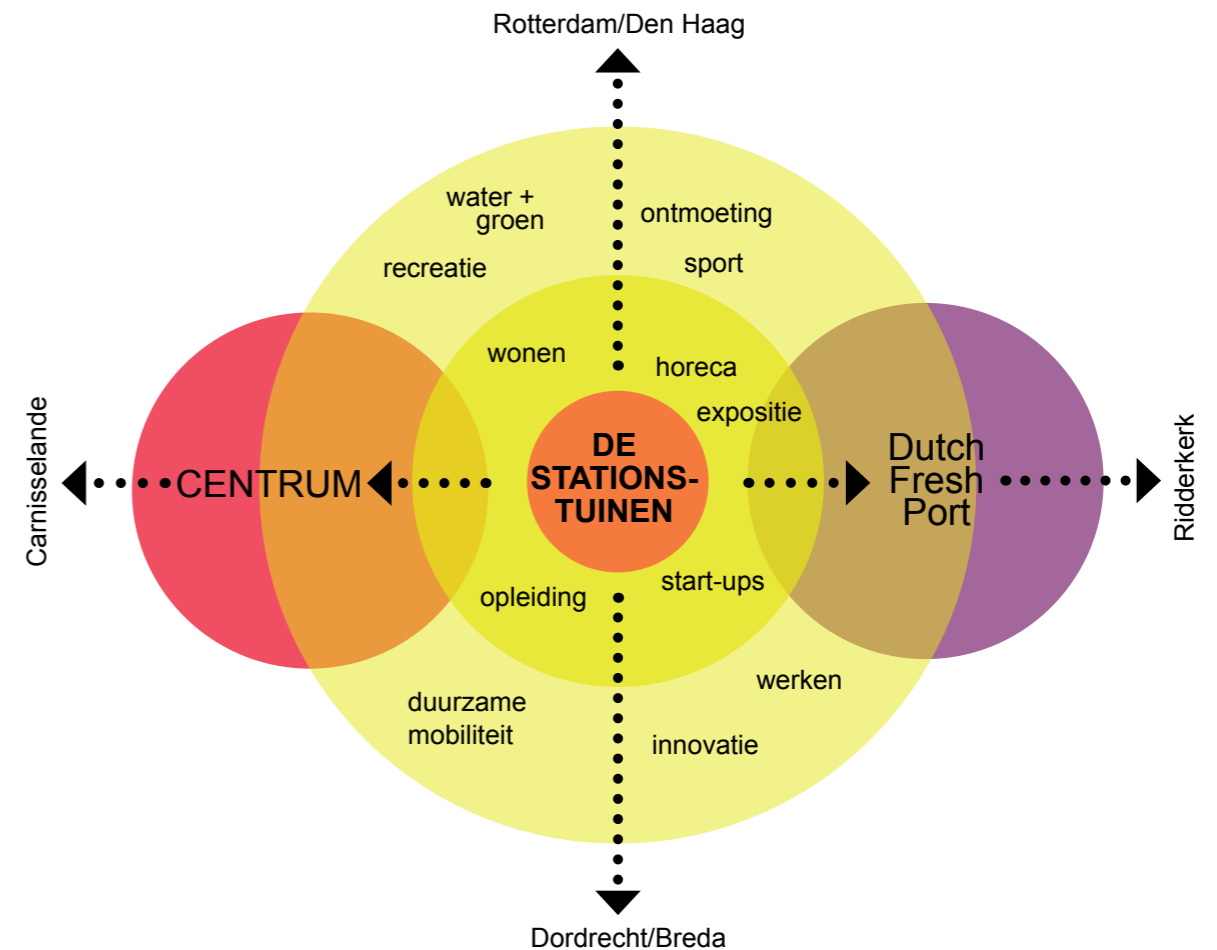 Rotterdam/Den Haag
water +
groen
ontmoeting
recreatie
sport
wonen
horeca
expositie
Carnisselande
CENTRUM
DE
STATIONS-
TUINEN
Dutch
Fresh
Port
Ridderkerk
opleiding
start-ups
duurzame
mobiliteit
werken
innovatie
Dordrecht/Breda